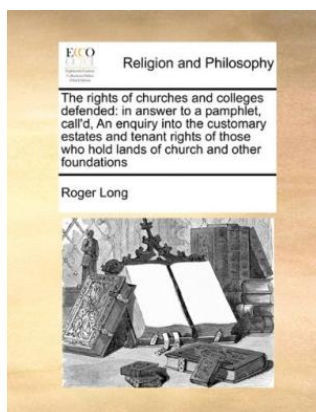 ECCO
Religion and Philosophy
The rights of churches and colleges
defended: in answer to a pamphlet,
call'd, An enquiry into the customary
estates and tenant rights of those
who hold lands of church and other
foundations
Roger Long